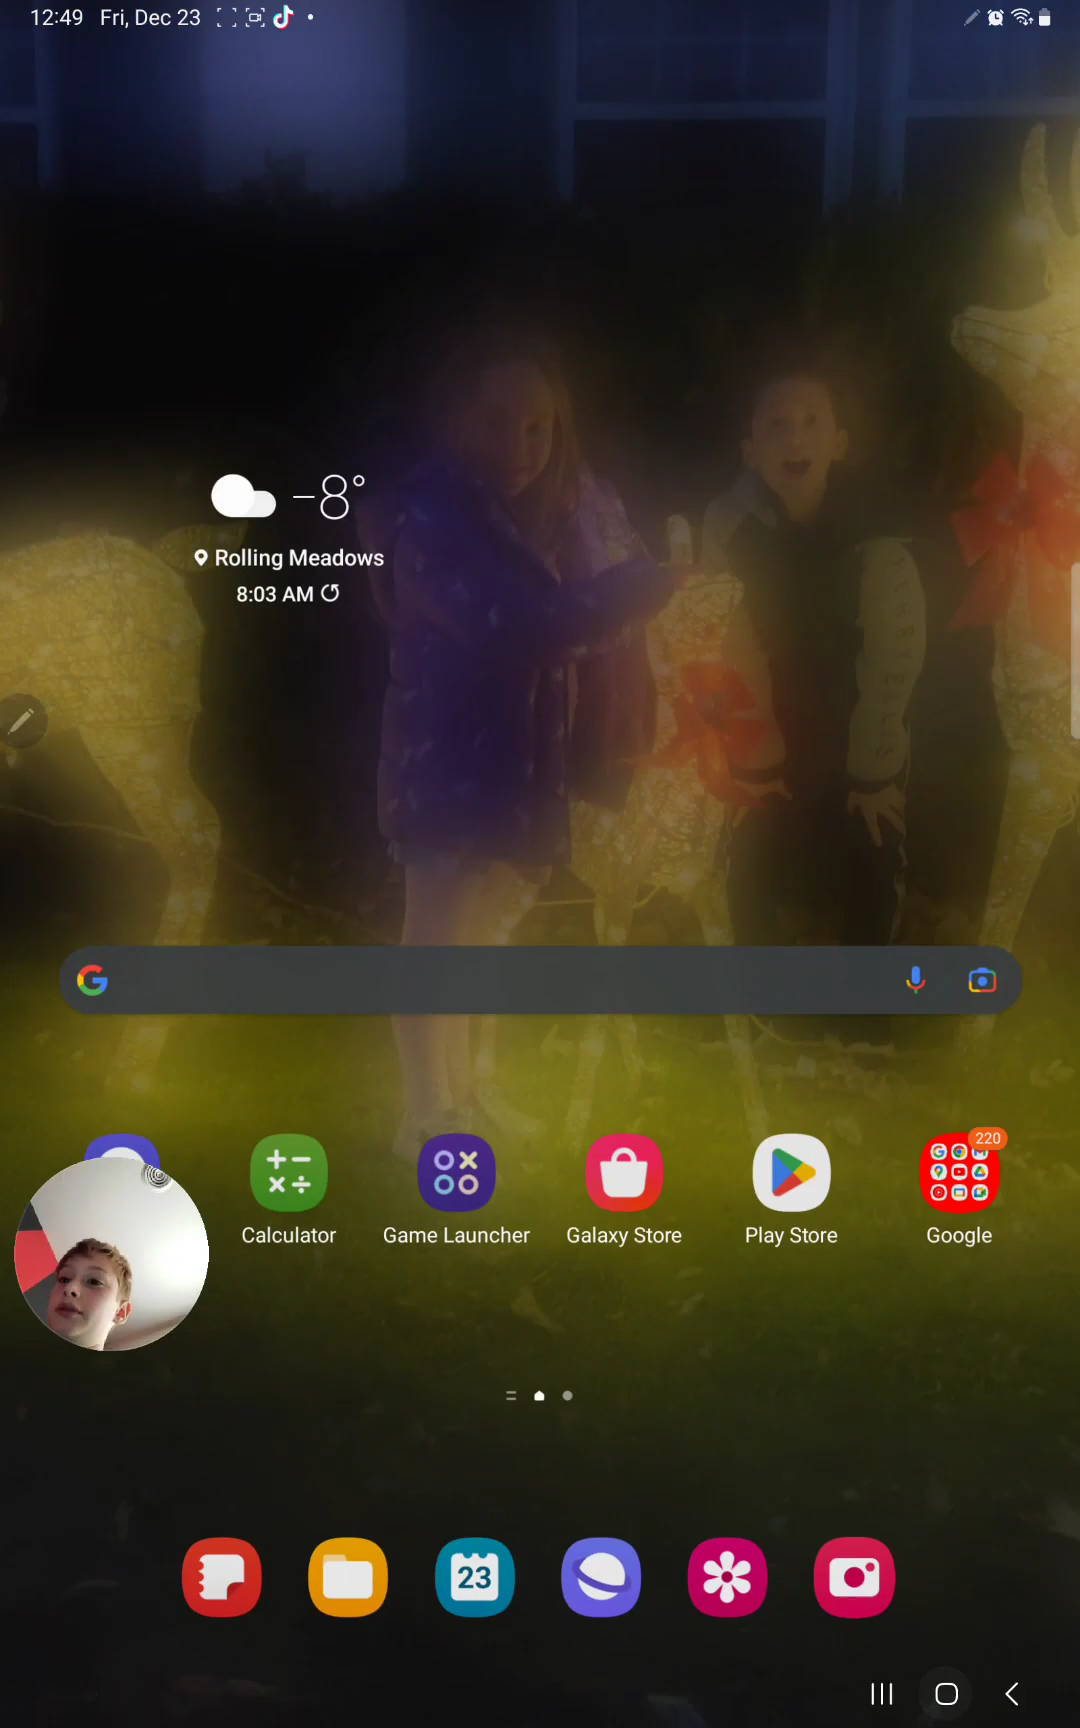 12:49 Fri, Dec 23
–8°
Rolling Meadows
8:03 AM
220
Calculator
Game Launcher
Galaxy Store
Play Store
Google
23